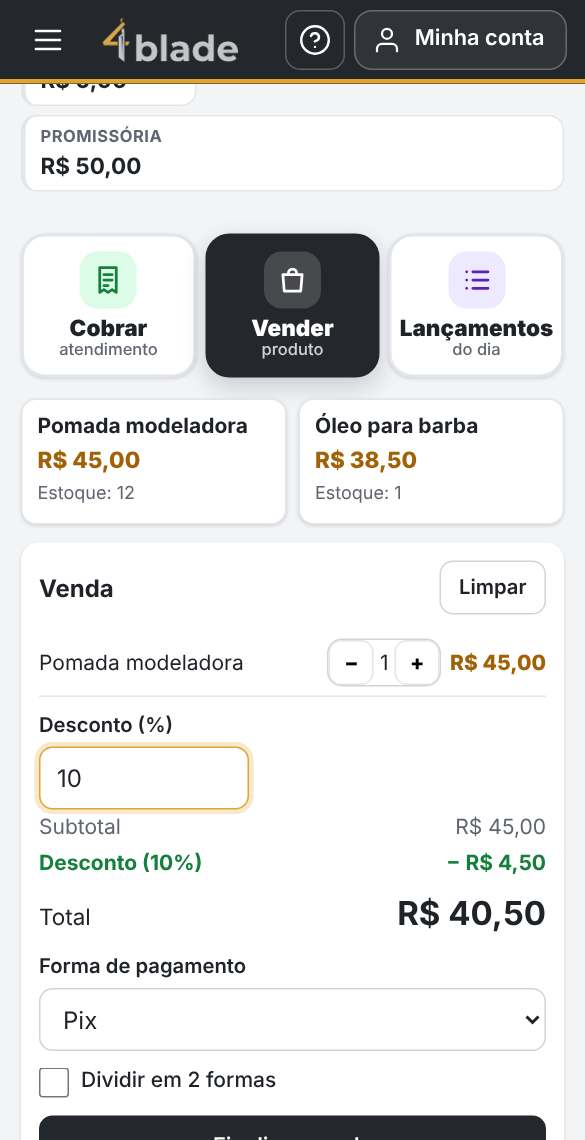 4blade
Minha conta
PROMISSÓRIA
R$ 50,00
Cobrar
atendimento
Vender
produto
Lançamentos
do dia
Pomada modeladora
R$ 45,00
Estoque: 12
Óleo para barba
R$ 38,50
Estoque: 1
Venda
Limpar
Pomada modeladora
− 1 + R$ 45,00
Desconto (%)
10
Subtotal R$ 45,00
Desconto (10%) − R$ 4,50
Total R$ 40,50
Forma de pagamento
Pix
Dividir em 2 formas